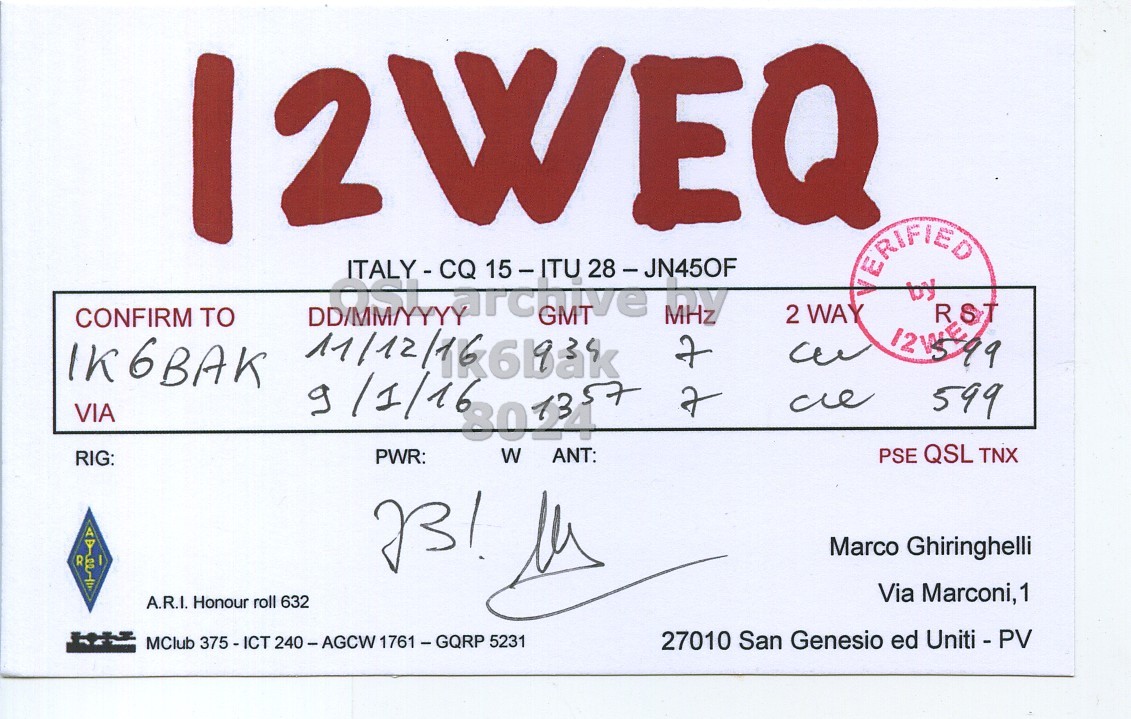 I2WEQ
ITALY - CQ 15 – ITU 28 – JN45OF
VERIFIED by I2WEQ
QSL archive by
Ik6bak
8024
CONFIRM TO DD/MM/YYYY GMT MHz 2 WAY RST
IK6BAK 11/12/16 939 7 cw 599
9/1/16 1357 7 cw 599
VIA
RIG: PWR: W ANT: PSE QSL TNX
73!
A R I
Marco Ghiringhelli
Via Marconi,1
A.R.I. Honour roll 632
MClub 375 - ICT 240 – AGCW 1761 – GQRP 5231
27010 San Genesio ed Uniti - PV